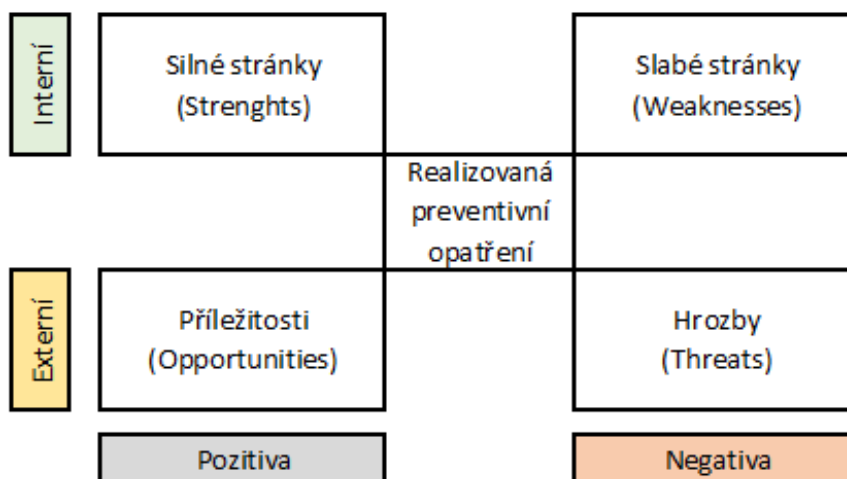 Interní
Silné stránky
(Strenghts)
Slabé stránky
(Weaknesses)
Realizovaná
preventivní
opatření
Externí
Příležitosti
(Opportunities)
Hrozby
(Threats)
Pozitiva
Negativa